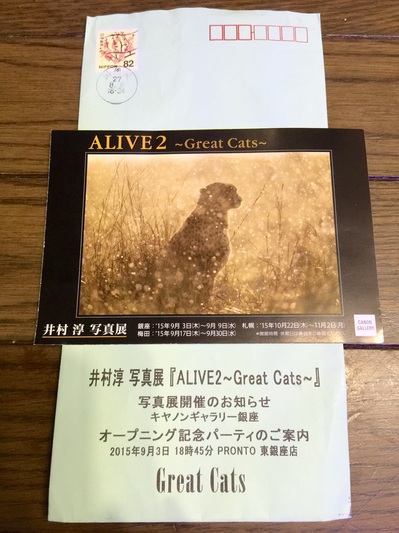 82
NIPPON
27
18-24
ALIVE2 ~Great Cats~
井村 淳 写真展
銀座:'15年9月 3日(木)~9月 9日(水) 札幌:'15年10月22日(木)~11月2日(月)
梅田:'15年9月17日(木)~9月30日(水)
CANON
GALLERY
井村淳 写真展『ALIVE2~Great Cats~』
写真展開催のお知らせ
キヤノンギャラリー銀座
オープニング記念パーティのご案内
2015年9月3日 18時45分 PRONTO 東銀座店
Great Cats